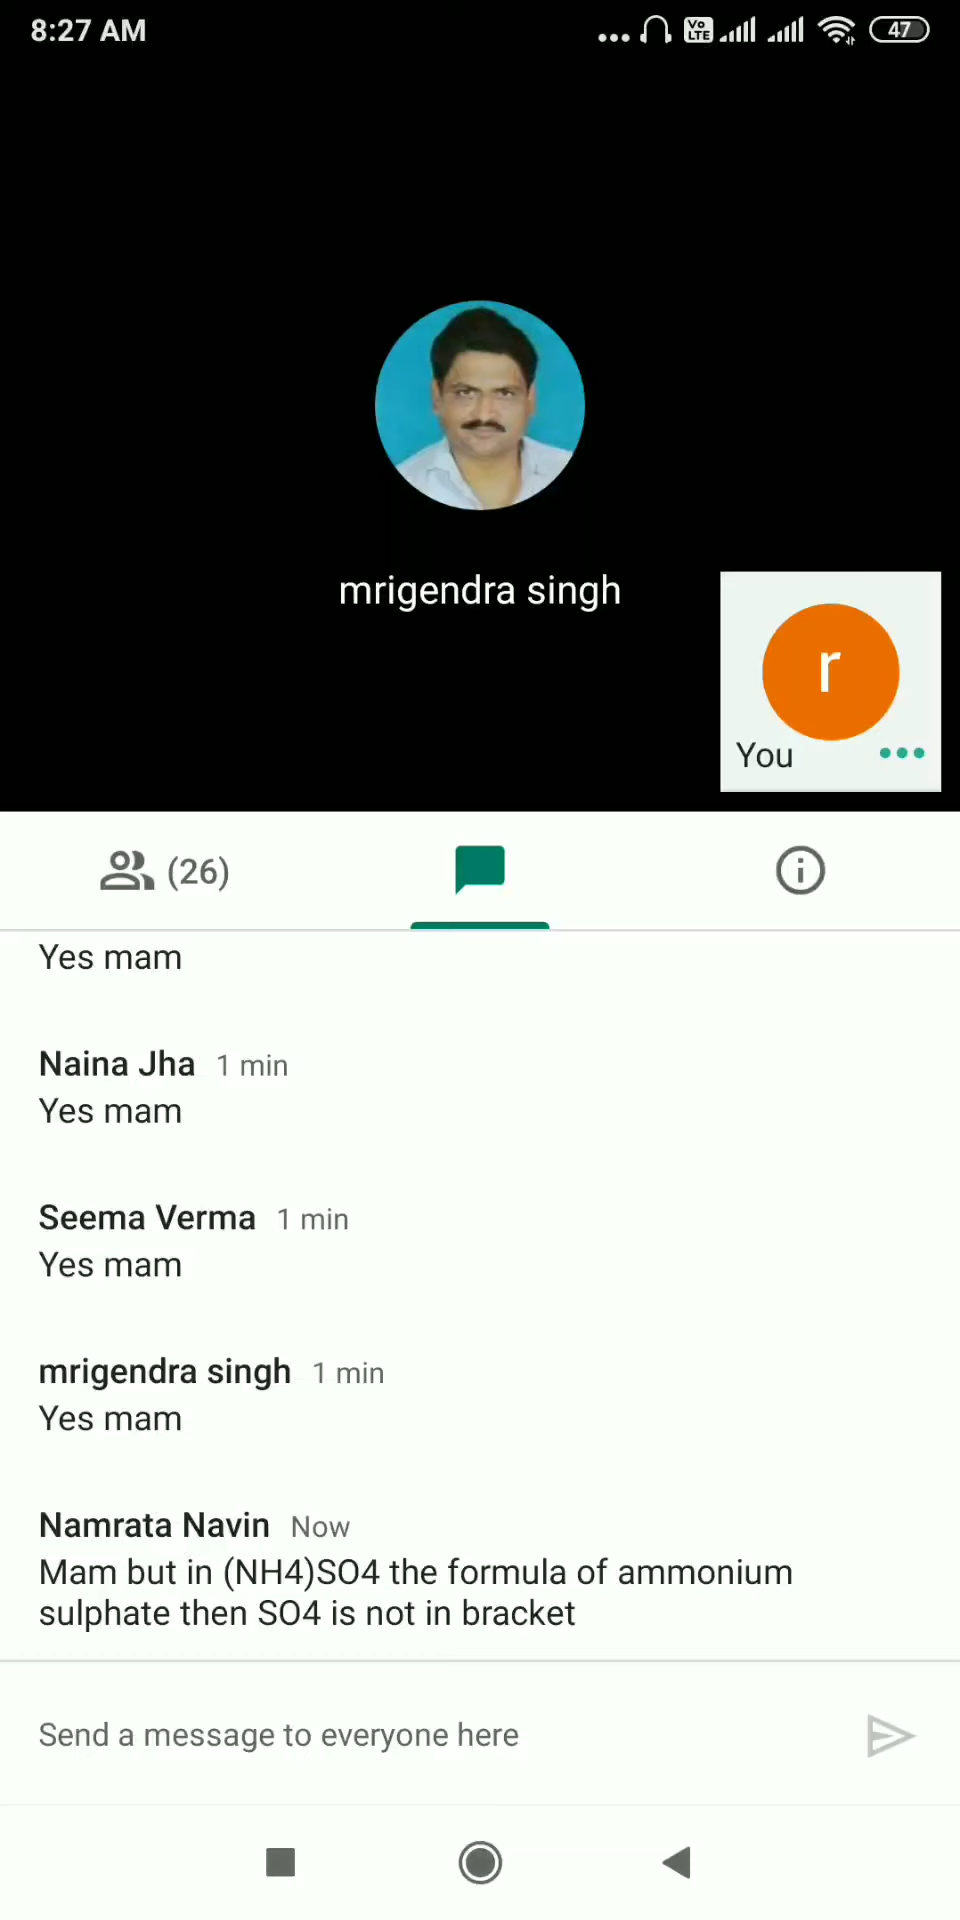 8:27 AM
Vo
LTE
47
mrigendra singh
r
You
(26)
Yes mam
Naina Jha 1 min
Yes mam
Seema Verma 1 min
Yes mam
mrigendra singh 1 min
Yes mam
Namrata Navin Now
Mam but in (NH4)SO4 the formula of ammonium
sulphate then SO4 is not in bracket
Send a message to everyone here